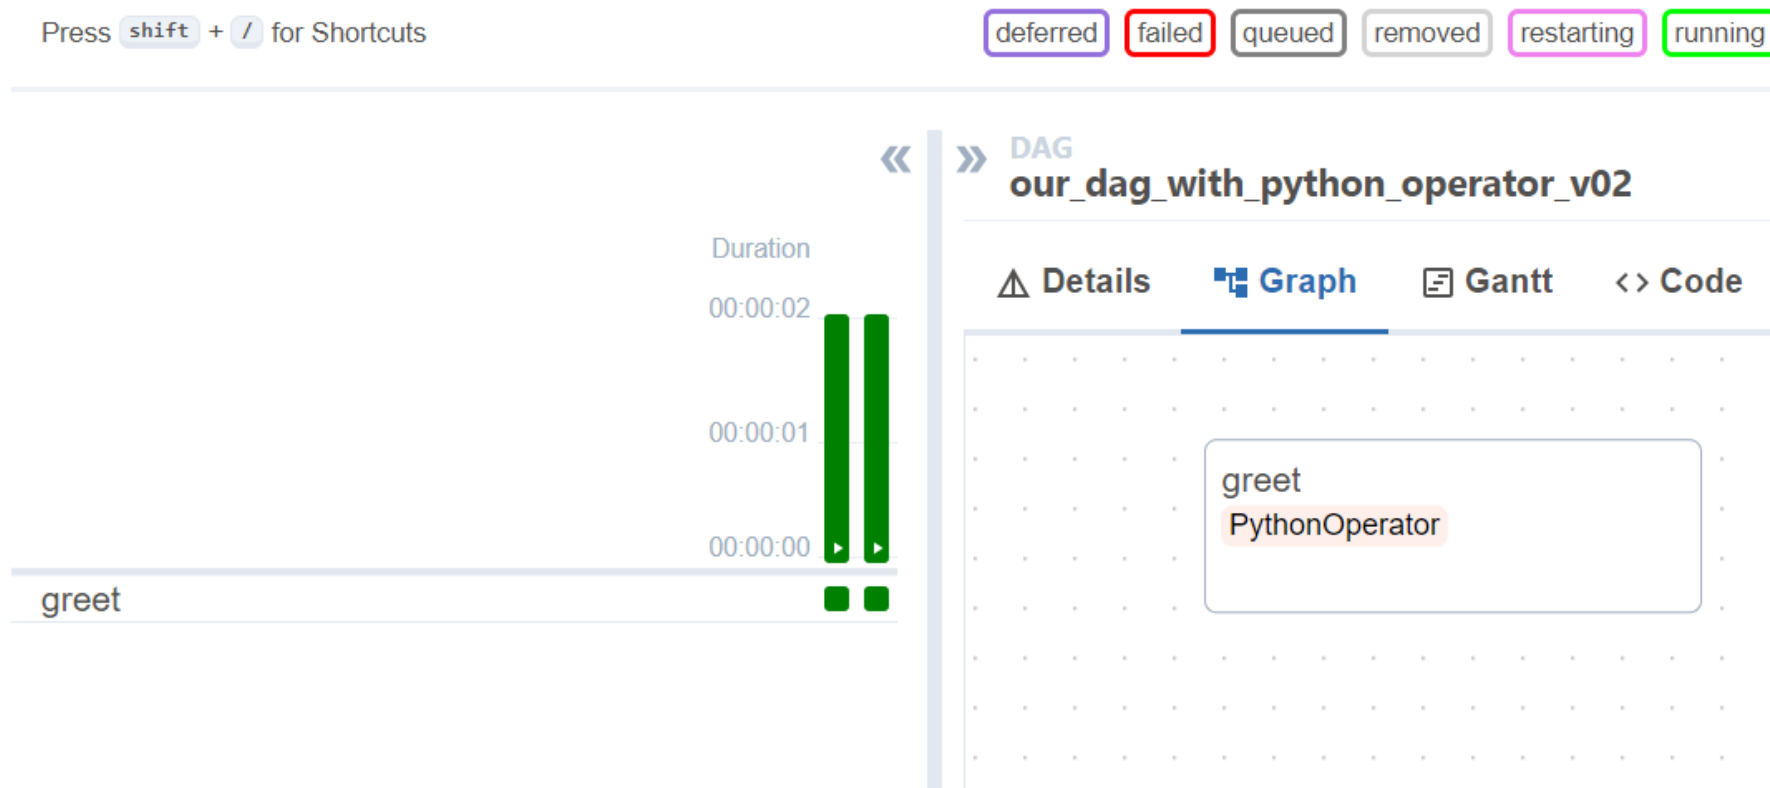 Press shift + / for Shortcuts
deferred failed queued removed restarting running
DAG
our_dag_with_python_operator_v02
Details Graph Gantt <> Code
Duration
00:00:02
00:00:01
00:00:00
greet
greet
PythonOperator